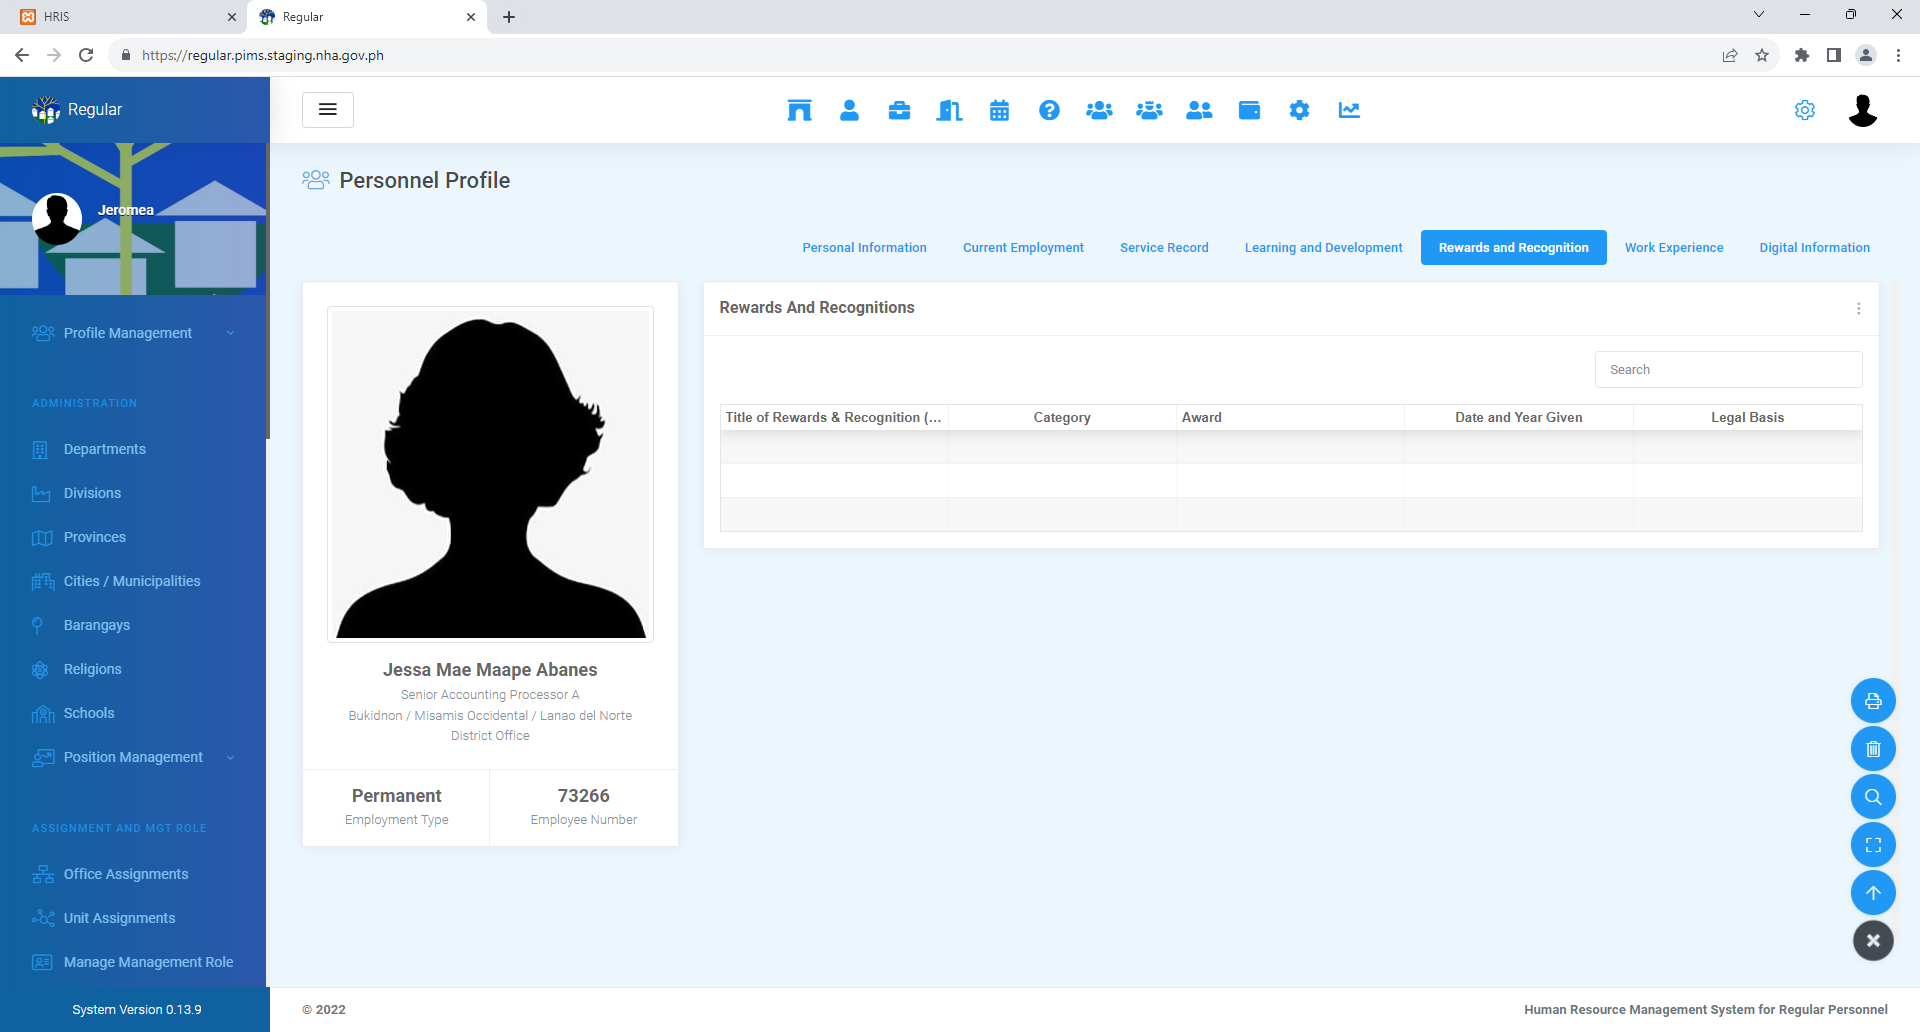 HRIS
Regular
https://regular.pims.staging.nha.gov.ph
Regular
Jeromea
Profile Management
ADMINISTRATION
Departments
Divisions
Provinces
Cities / Municipalities
Barangays
Religions
Schools
Position Management
ASSIGNMENT AND MGT ROLE
Office Assignments
Unit Assignments
Manage Management Role
System Version 0.13.9
Personnel Profile
Personal Information
Current Employment
Service Record
Learning and Development
Rewards and Recognition
Work Experience
Digital Information
Jessa Mae Maape Abanes
Senior Accounting Processor A
Bukidnon / Misamis Occidental / Lanao del Norte
District Office
Permanent
Employment Type
73266
Employee Number
Rewards And Recognitions
Search
Title of Rewards & Recognition (...
Category
Award
Date and Year Given
Legal Basis
© 2022
Human Resource Management System for Regular Personnel